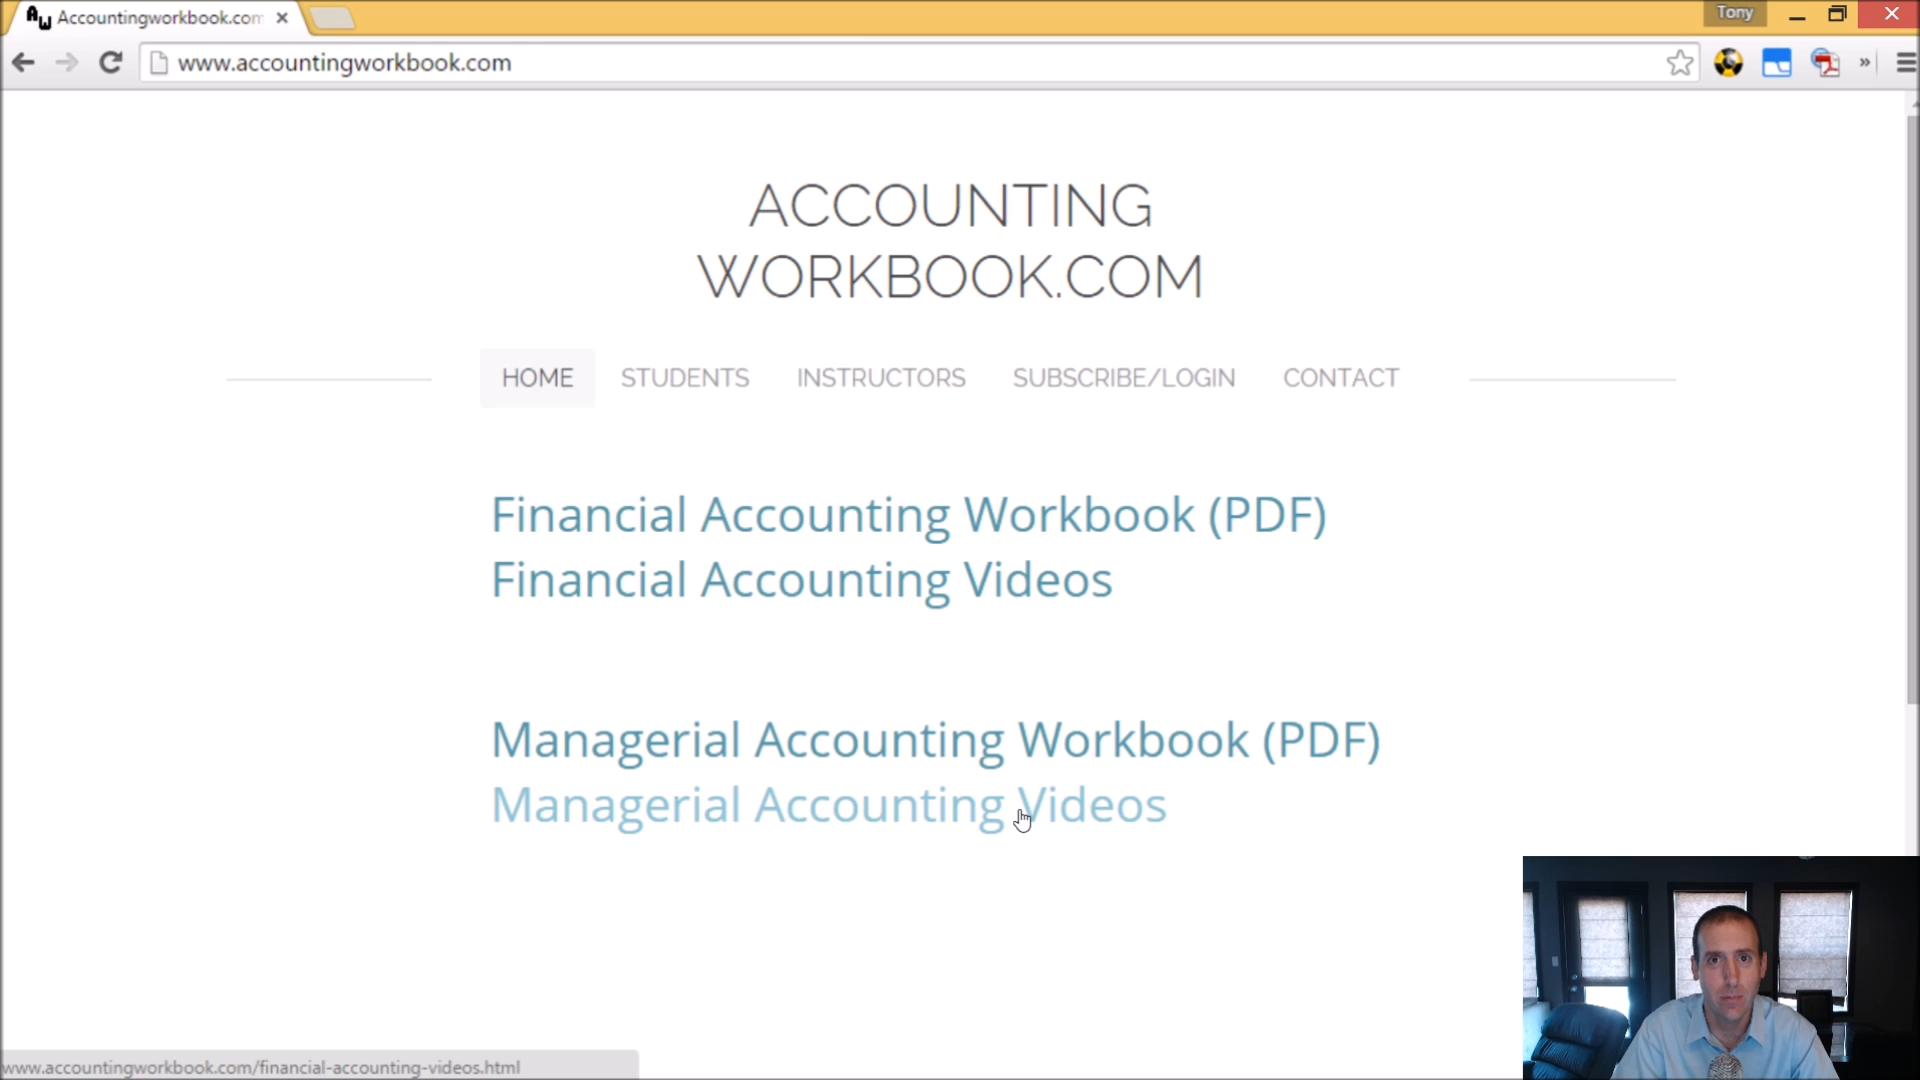 Accountingworkbook.com
Tony
www.accountingworkbook.com
ACCOUNTING
WORKBOOK.COM
HOME STUDENTS INSTRUCTORS SUBSCRIBE/LOGIN CONTACT
Financial Accounting Workbook (PDF)
Financial Accounting Videos
Managerial Accounting Workbook (PDF)
Managerial Accounting Videos
www.accountingworkbook.com/financial-accounting-videos.html